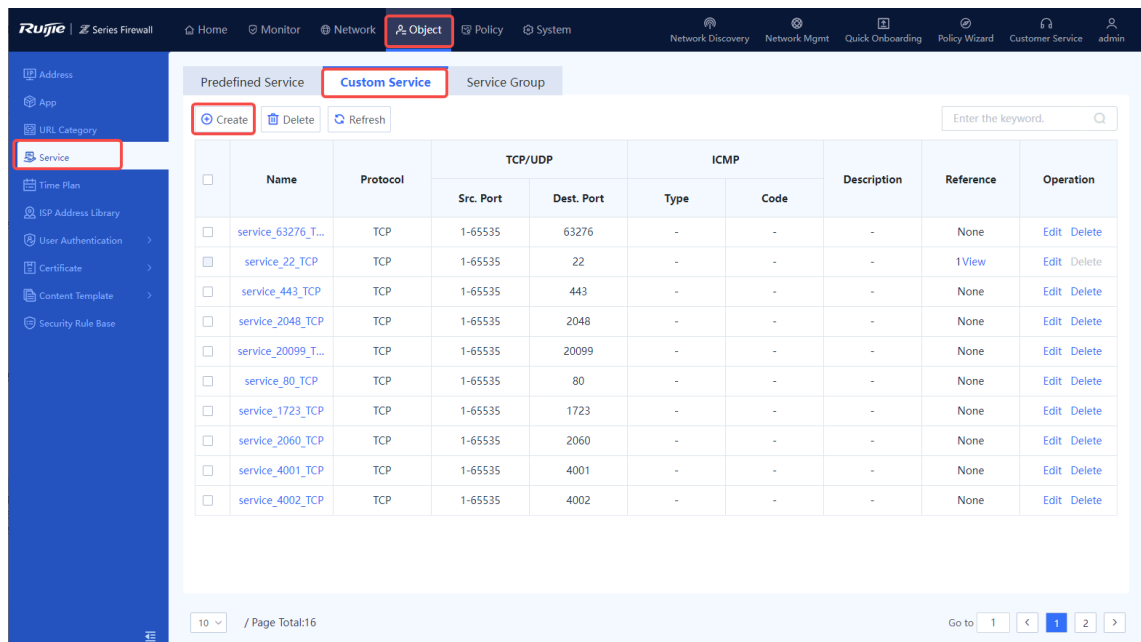 Ruijie | Z Series Firewall
Home Monitor Network Object Policy System
Network Discovery Network Mgmt Quick Onboarding Policy Wizard Customer Service admin
Address
App
URL Category
Service
Time Plan
ISP Address Library
User Authentication
Certificate
Content Template
Security Rule Base
Predefined Service Custom Service Service Group
Create Delete Refresh Enter the keyword.
Name Protocol TCP/UDP ICMP Description Reference Operation
Src. Port Dest. Port Type Code
service_63276_T... TCP 1-65535 63276 - - - None Edit Delete
service_22_TCP TCP 1-65535 22 - - - 1 View Edit Delete
service_443_TCP TCP 1-65535 443 - - - None Edit Delete
service_2048_TCP TCP 1-65535 2048 - - - None Edit Delete
service_20099_T... TCP 1-65535 20099 - - - None Edit Delete
service_80_TCP TCP 1-65535 80 - - - None Edit Delete
service_1723_TCP TCP 1-65535 1723 - - - None Edit Delete
service_2060_TCP TCP 1-65535 2060 - - - None Edit Delete
service_4001_TCP TCP 1-65535 4001 - - - None Edit Delete
service_4002_TCP TCP 1-65535 4002 - - - None Edit Delete
10 / Page Total:16 Go to 1 < 1 2 >